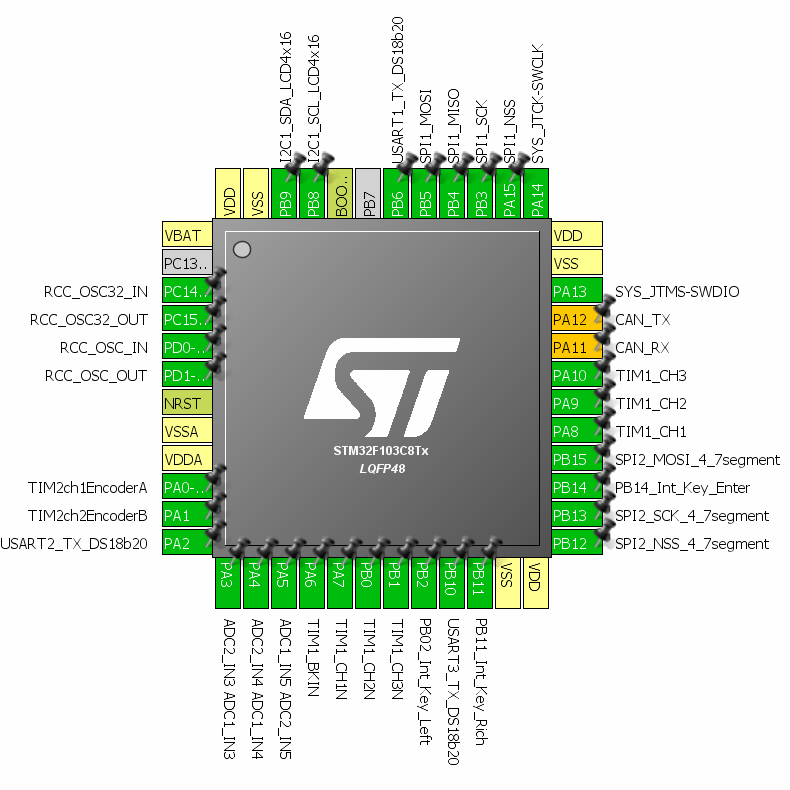 I2C1_SDA_LCD4x16
I2C1_SCL_LCD4x16
USART1_TX_DS18b20
SPI1_MOSI
SPI1_MISO
SPI1_SCK
SPI1_NSS
SYS_JTCK-SWCLK
VDD
VSS
PB9
PB8
BOO..
PB7
PB6
PB5
PB4
PB3
PA15
PA14
VBAT
PC13..
RCC_OSC32_IN PC14..
RCC_OSC32_OUT PC15..
RCC_OSC_IN PD0-..
RCC_OSC_OUT PD1-..
NRST
VSSA
VDDA
TIM2ch1EncoderA PA0-..
TIM2ch2EncoderB PA1
USART2_TX_DS18b20 PA2
STM32F103C8Tx
LQFP48
VDD
VSS
PA13 SYS_JTMS-SWDIO
PA12 CAN_TX
PA11 CAN_RX
PA10 TIM1_CH3
PA9 TIM1_CH2
PA8 TIM1_CH1
PB15 SPI2_MOSI_4_7segment
PB14 PB14_Int_Key_Enter
PB13 SPI2_SCK_4_7segment
PB12 SPI2_NSS_4_7segment
PA3
PA4
PA5
PA6
PA7
PB0
PB1
PB2
PB10
PB11
VSS
VDD
ADC2_IN3 ADC1_IN3
ADC2_IN4 ADC1_IN4
ADC1_IN5 ADC2_IN5
TIM1_BKIN
TIM1_CH1N
TIM1_CH2N
TIM1_CH3N
PB02_Int_Key_Left
USART3_TX_DS18b20
PB11_Int_Key_Rich